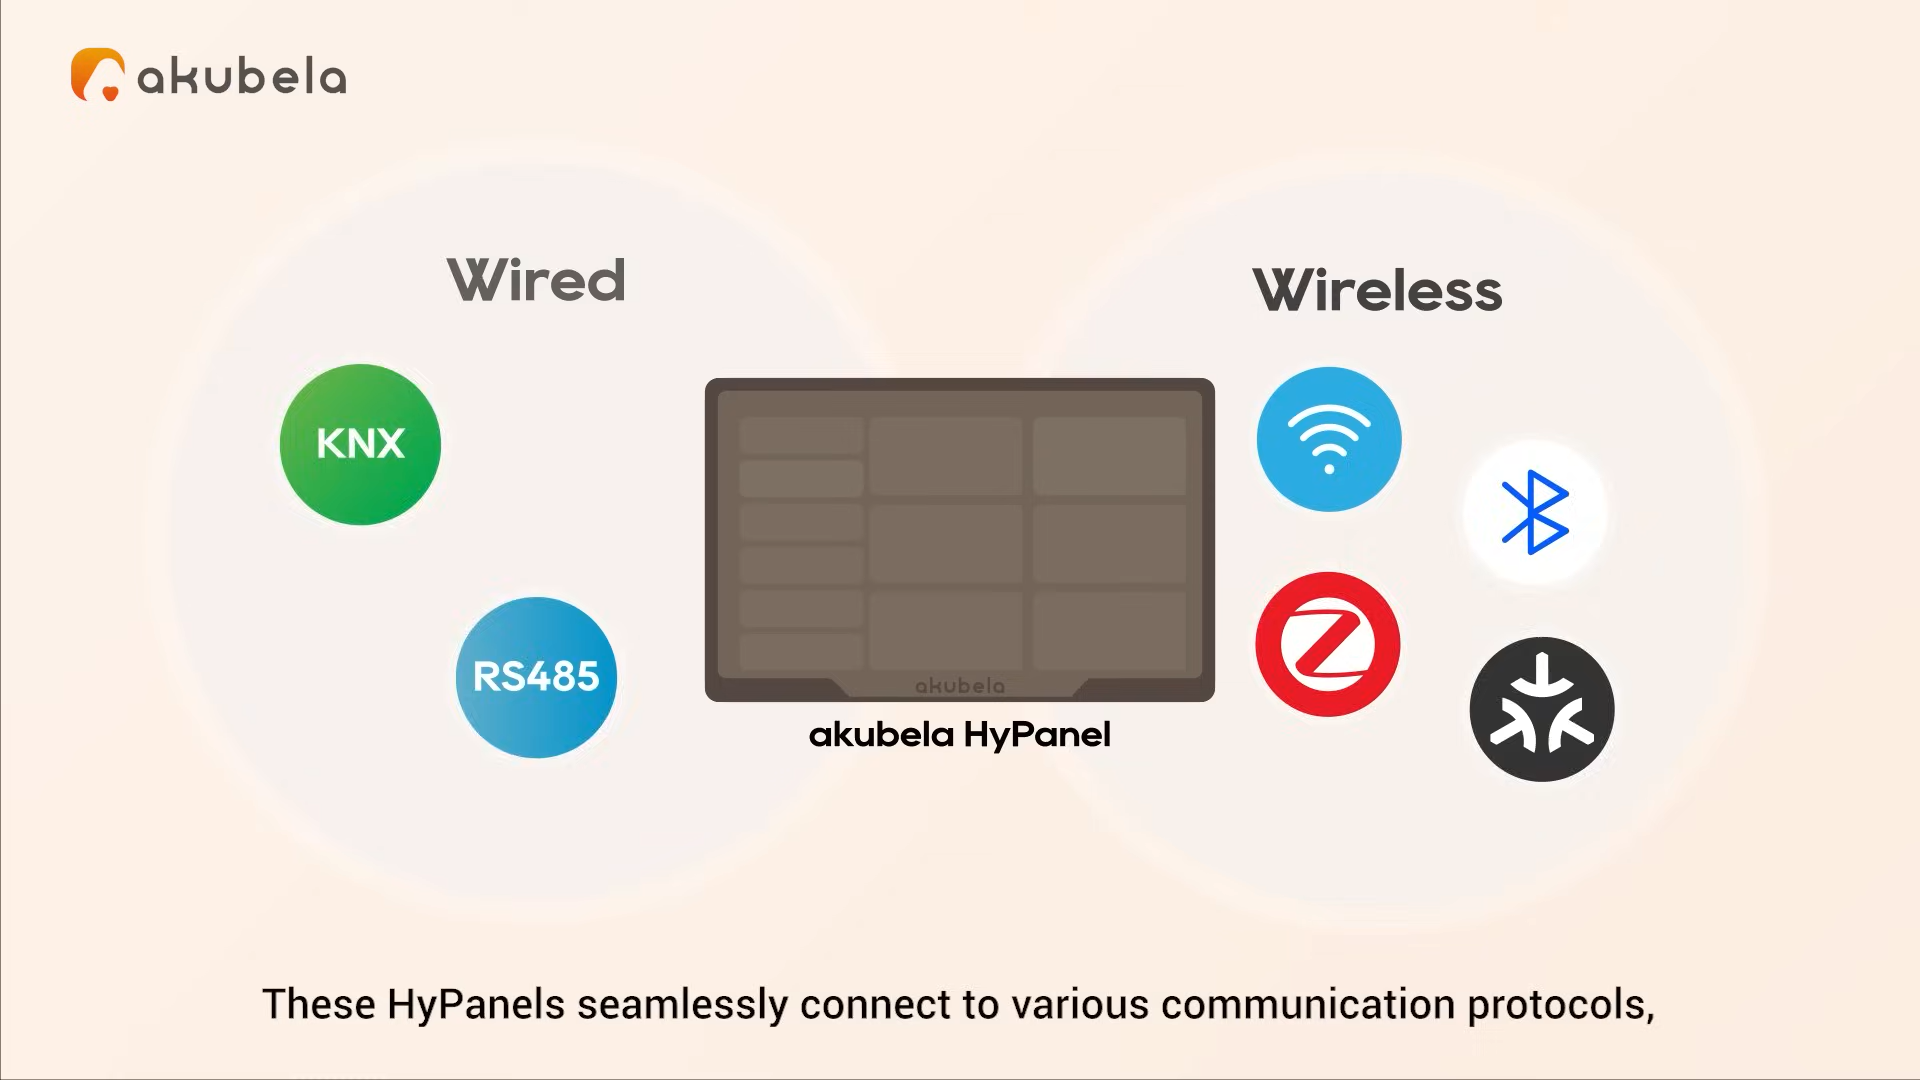 akubela
Wired
Wireless
KNX
RS485
akubela
akubela HyPanel
These HyPanels seamlessly connect to various communication protocols,